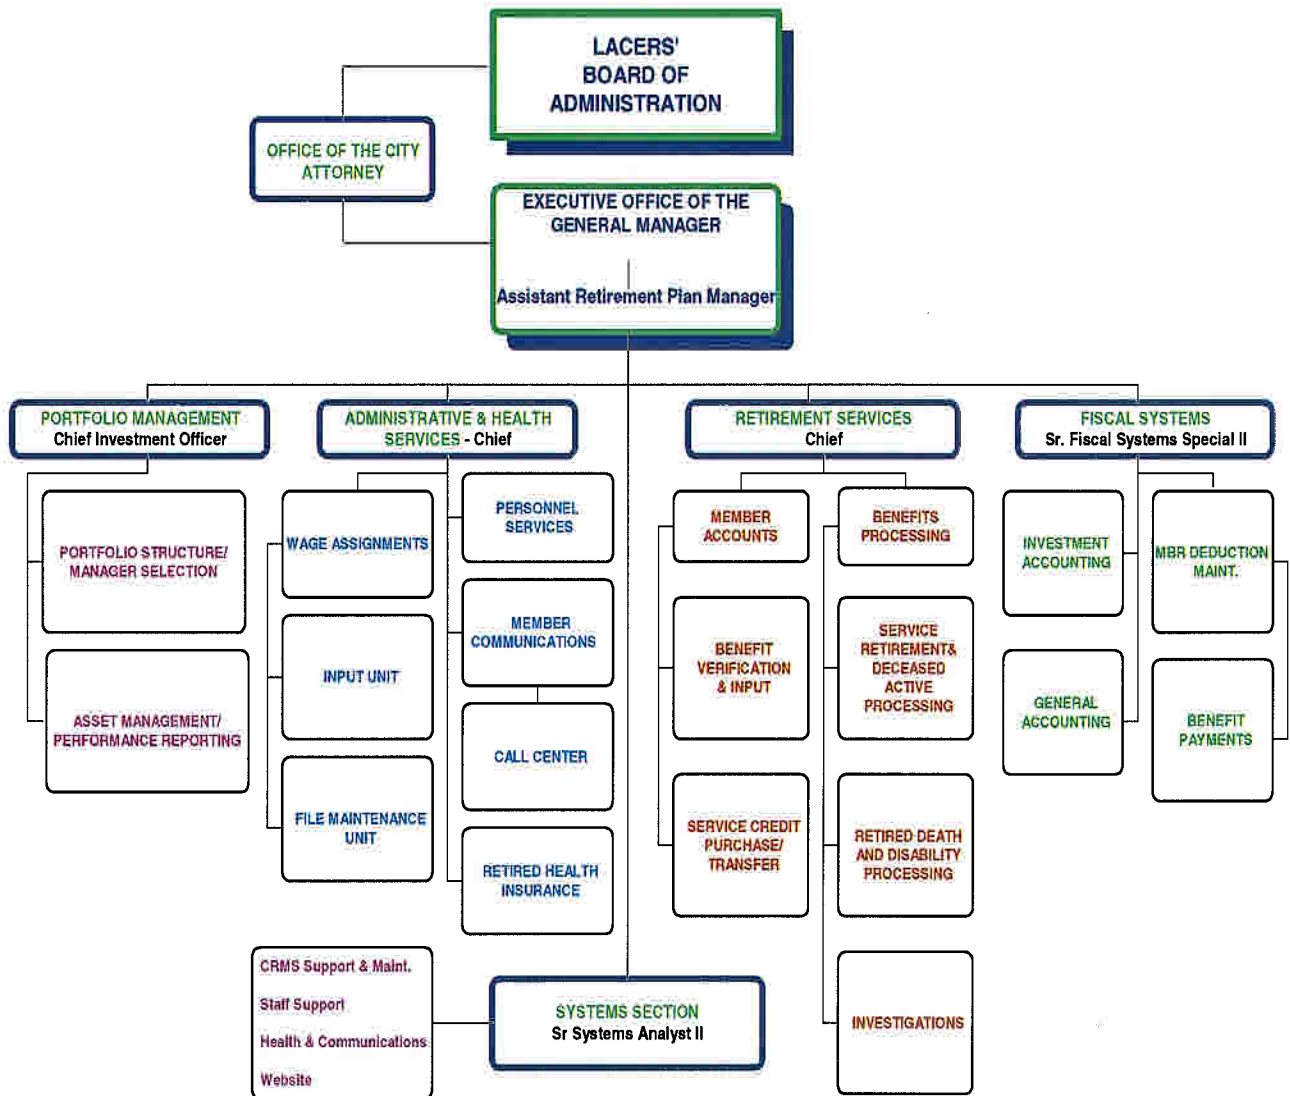 LACERS'
BOARD OF
ADMINISTRATION
OFFICE OF THE CITY
ATTORNEY
EXECUTIVE OFFICE OF THE
GENERAL MANAGER
Assistant Retirement Plan Manager
PORTFOLIO MANAGEMENT
Chief Investment Officer
ADMINISTRATIVE & HEALTH
SERVICES - Chief
RETIREMENT SERVICES
Chief
FISCAL SYSTEMS
Sr. Fiscal Systems Special II
PORTFOLIO STRUCTURE/
MANAGER SELECTION
ASSET MANAGEMENT/
PERFORMANCE REPORTING
WAGE ASSIGNMENTS
INPUT UNIT
FILE MAINTENANCE
UNIT
PERSONNEL
SERVICES
MEMBER
COMMUNICATIONS
CALL CENTER
RETIRED HEALTH
INSURANCE
MEMBER
ACCOUNTS
BENEFIT
VERIFICATION
& INPUT
SERVICE CREDIT
PURCHASE/
TRANSFER
BENEFITS
PROCESSING
SERVICE
RETIREMENT&
DECEASED
ACTIVE
PROCESSING
RETIRED DEATH
AND DISABILITY
PROCESSING
INVESTIGATIONS
INVESTMENT
ACCOUNTING
GENERAL
ACCOUNTING
MBR DEDUCTION
MAINT.
BENEFIT
PAYMENTS
CRMS Support & Maint.
Staff Support
Health & Communications
Website
SYSTEMS SECTION
Sr Systems Analyst II